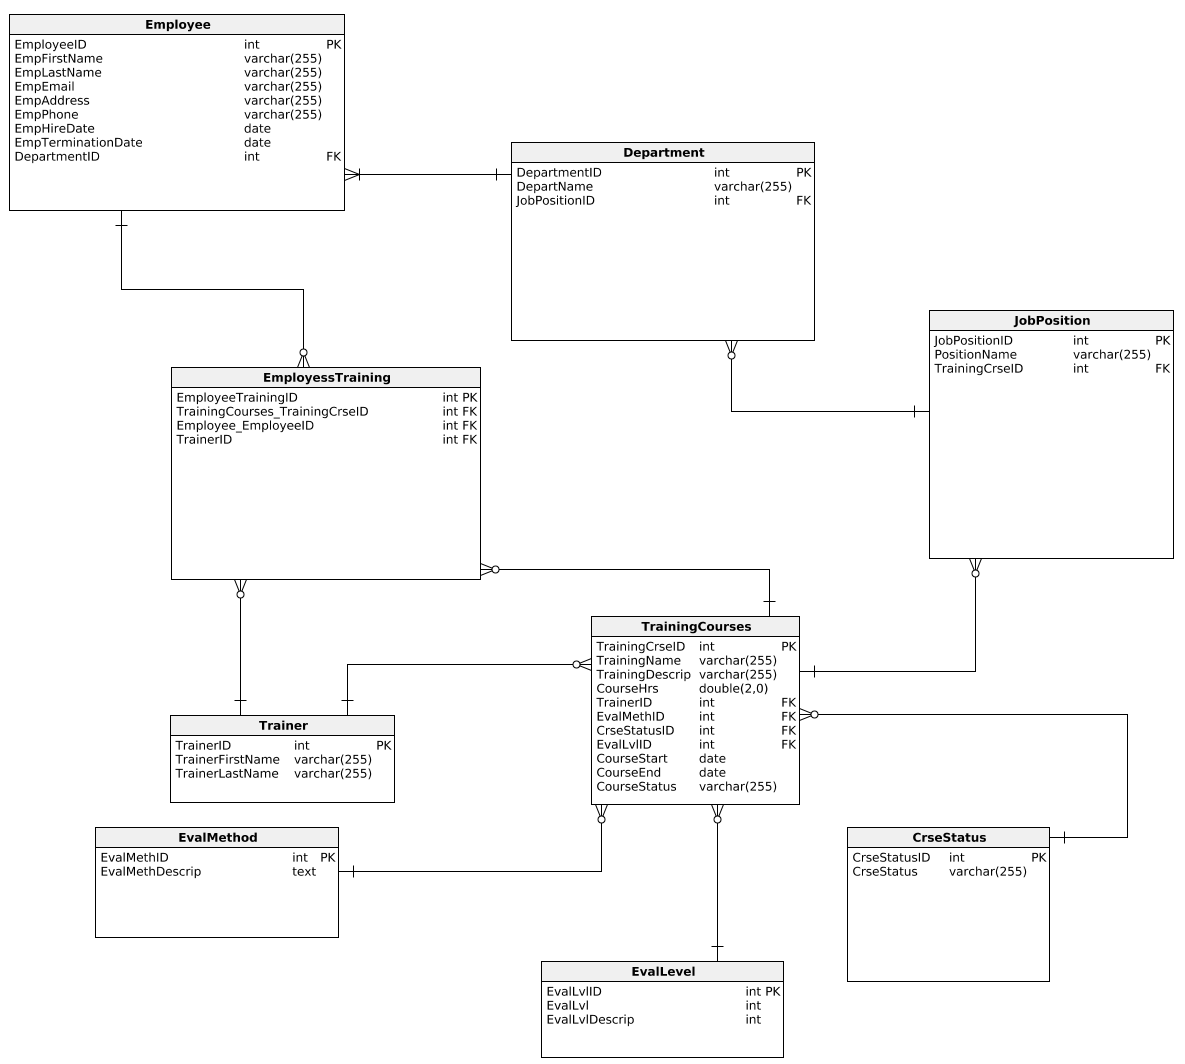 Employee
EmployeeID int PK
EmpFirstName varchar(255)
EmpLastName varchar(255)
EmpEmail varchar(255)
EmpAddress varchar(255)
EmpPhone varchar(255)
EmpHireDate date
EmpTerminationDate date
DepartmentID int FK
Department
DepartmentID int PK
DepartName varchar(255)
JobPositionID int FK
JobPosition
JobPositionID int PK
PositionName varchar(255)
TrainingCrseID int FK
EmployessTraining
EmployeeTrainingID int PK
TrainingCourses_TrainingCrseID int FK
Employee_EmployeeID int FK
TrainerID int FK
TrainingCourses
TrainingCrseID int PK
TrainingName varchar(255)
TrainingDescrip varchar(255)
CourseHrs double(2,0)
TrainerID int FK
EvalMethID int FK
CrseStatusID int FK
EvalLvlID int FK
CourseStart date
CourseEnd date
CourseStatus varchar(255)
Trainer
TrainerID int PK
TrainerFirstName varchar(255)
TrainerLastName varchar(255)
EvalMethod
EvalMethID int PK
EvalMethDescrip text
CrseStatus
CrseStatusID int PK
CrseStatus varchar(255)
EvalLevel
EvalLvlID int PK
EvalLvl int
EvalLvlDescrip int